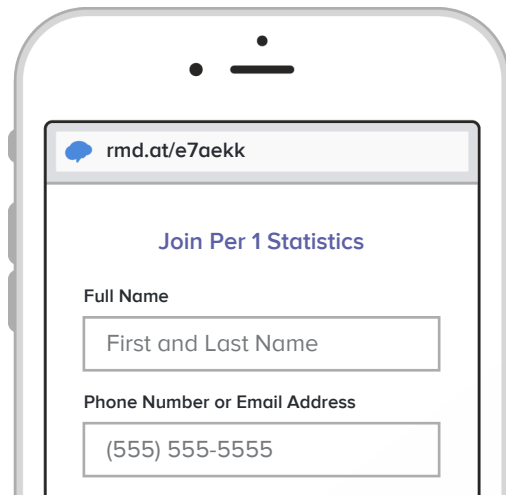 rmd.at/e7aekk
Join Per 1 Statistics
Full Name
First and Last Name
Phone Number or Email Address
(555) 555-5555